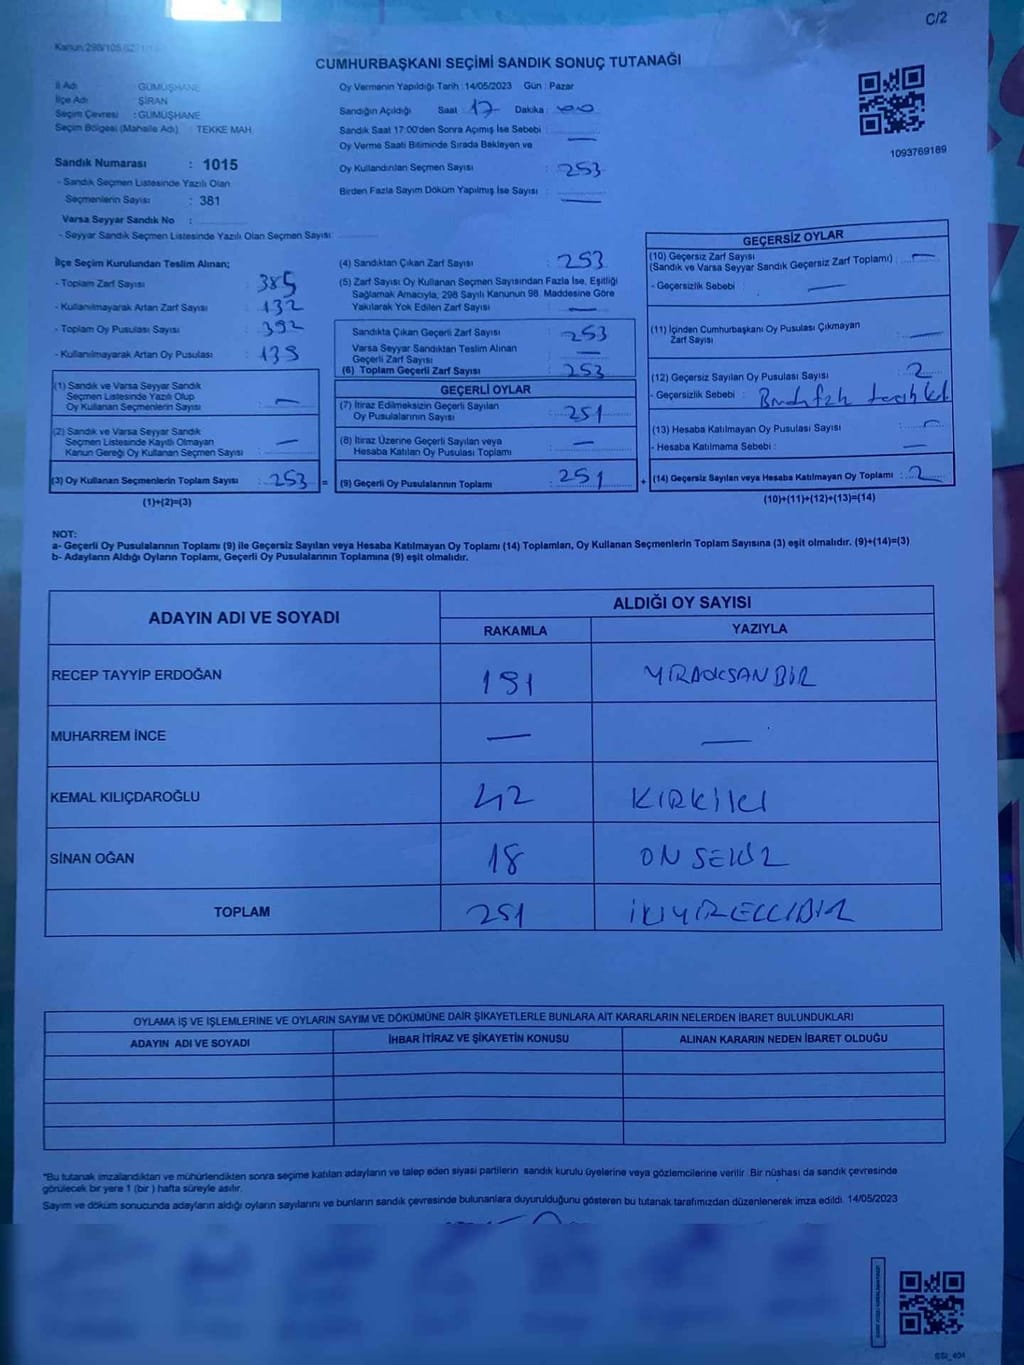 C/2
Kanun:298/105
CUMHURBAŞKANI SEÇİMİ SANDIK SONUÇ TUTANAĞI
İl Adı : GÜMÜŞHANE
İlçe Adı : ŞİRAN
Seçim Çevresi : GÜMÜŞHANE
Seçim Bölgesi (Mahalle Adı) : TEKKE MAH.
Oy Vermenin Yapıldığı Tarih :14/05/2023 Gün : Pazar
Sandığın Açıldığı Saat 17 Dakika : 00
Sandık Saat 17:00'den Sonra Açımış İse Sebebi : —
Oy Verme Saati Bitiminde Sırada Bekleyen ve
Oy Kullandırılan Seçmen Sayısı : 253
Birden Fazla Sayım Döküm Yapılmış İse Sayısı : —
1093769189
Sandık Numarası : 1015
- Sandık Seçmen Listesinde Yazılı Olan
Seçmenlerin Sayısı : 381
Varsa Seyyar Sandık No :
- Seyyar Sandık Seçmen Listesinde Yazılı Olan Seçmen Sayısı:
İlçe Seçim Kurulundan Teslim Alınan;
- Toplam Zarf Sayısı : 385
- Kullanılmayarak Artan Zarf Sayısı : 132
- Toplam Oy Pusulası Sayısı : 392
- Kullanılmayarak Artan Oy Pusulası : 139
(1) Sandık ve Varsa Seyyar Sandık
Seçmen Listesinde Yazılı Olup
Oy Kullanan Seçmenlerin Sayısı : —
(2) Sandık ve Varsa Seyyar Sandık
Seçmen Listesinde Kayıtlı Olmayan
Kanun Gereği Oy Kullanan Seçmen Sayısı : —
(3) Oy Kullanan Seçmenlerin Toplam Sayısı : 253 =
(1)+(2)=(3)
(4) Sandıktan Çıkan Zarf Sayısı : 253
(5) Zarf Sayısı Oy Kullanan Seçmen Sayısından Fazla İse, Eşitliği
Sağlamak Amacıyla, 298 Sayılı Kanunun 98. Maddesine Göre
Yakılarak Yok Edilen Zarf Sayısı : —
Sandıkta Çıkan Geçerli Zarf Sayısı : 253
Varsa Seyyar Sandıktan Teslim Alınan
Geçerli Zarf Sayısı : —
(6) Toplam Geçerli Zarf Sayısı : 253
GEÇERLİ OYLAR
(7) İtiraz Edilmeksizin Geçerli Sayılan
Oy Pusulalarının Sayısı : 251
(8) İtiraz Üzerine Geçerli Sayılan veya
Hesaba Katılan Oy Pusulası Toplamı : —
(9) Geçerli Oy Pusulalarının Toplamı : 251 +
GEÇERSİZ OYLAR
(10) Geçersiz Zarf Sayısı
(Sandık ve Varsa Seyyar Sandık Geçersiz Zarf Toplamı) : —
- Geçersizlik Sebebi : —
(11) İçinden Cumhurbaşkanı Oy Pusulası Çıkmayan
Zarf Sayısı : —
(12) Geçersiz Sayılan Oy Pusulası Sayısı : 2
- Geçersizlik Sebebi :
(13) Hesaba Katılmayan Oy Pusulası Sayısı : —
- Hesaba Katılmama Sebebi : —
(14) Geçersiz Sayılan veya Hesaba Katılmayan Oy Toplamı : 2
(10)+(11)+(12)+(13)=(14)
NOT:
a- Geçerli Oy Pusulalarının Toplamı (9) ile Geçersiz Sayılan veya Hesaba Katılmayan Oy Toplamı (14) Toplamları, Oy Kullanan Seçmenlerin Toplam Sayısına (3) eşit olmalıdır. (9)+(14)=(3)
b- Adayların Aldığı Oyların Toplamı, Geçerli Oy Pusulalarının Toplamına (9) eşit olmalıdır.
ADAYIN ADI VE SOYADI ALDIĞI OY SAYISI
RAKAMLA YAZIYLA
RECEP TAYYİP ERDOĞAN 191 YÜZDOKSANBİR
MUHARREM İNCE — —
KEMAL KILIÇDAROĞLU 42 KIRKİKİ
SİNAN OĞAN 18 ON SEKİZ
TOPLAM 251 İKİYÜZELLİBİR
OYLAMA İŞ VE İŞLEMLERİNE VE OYLARIN SAYIM VE DÖKÜMÜNE DAİR ŞİKAYETLERLE BUNLARA AİT KARARLARIN NELERDEN İBARET BULUNDUKLARI
ADAYIN ADI VE SOYADI İHBAR İTİRAZ VE ŞİKAYETİN KONUSU ALINAN KARARIN NEDEN İBARET OLDUĞU
*Bu tutanak imzalandıktan ve mühürlendikten sonra seçime katılan adayların ve talep eden siyasi partilerin sandık kurulu üyelerine veya gözlemcilerine verilir. Bir nüshası da sandık çevresinde
görülecek bir yere 1 (bir ) hafta süreyle asılır.
Sayım ve döküm sonucunda adayların aldığı oyların sayılarını ve bunların sandık çevresinde bulunanlara duyurulduğunu gösteren bu tutanak tarafımızdan düzenlenerek imza edildi. 14/05/2023